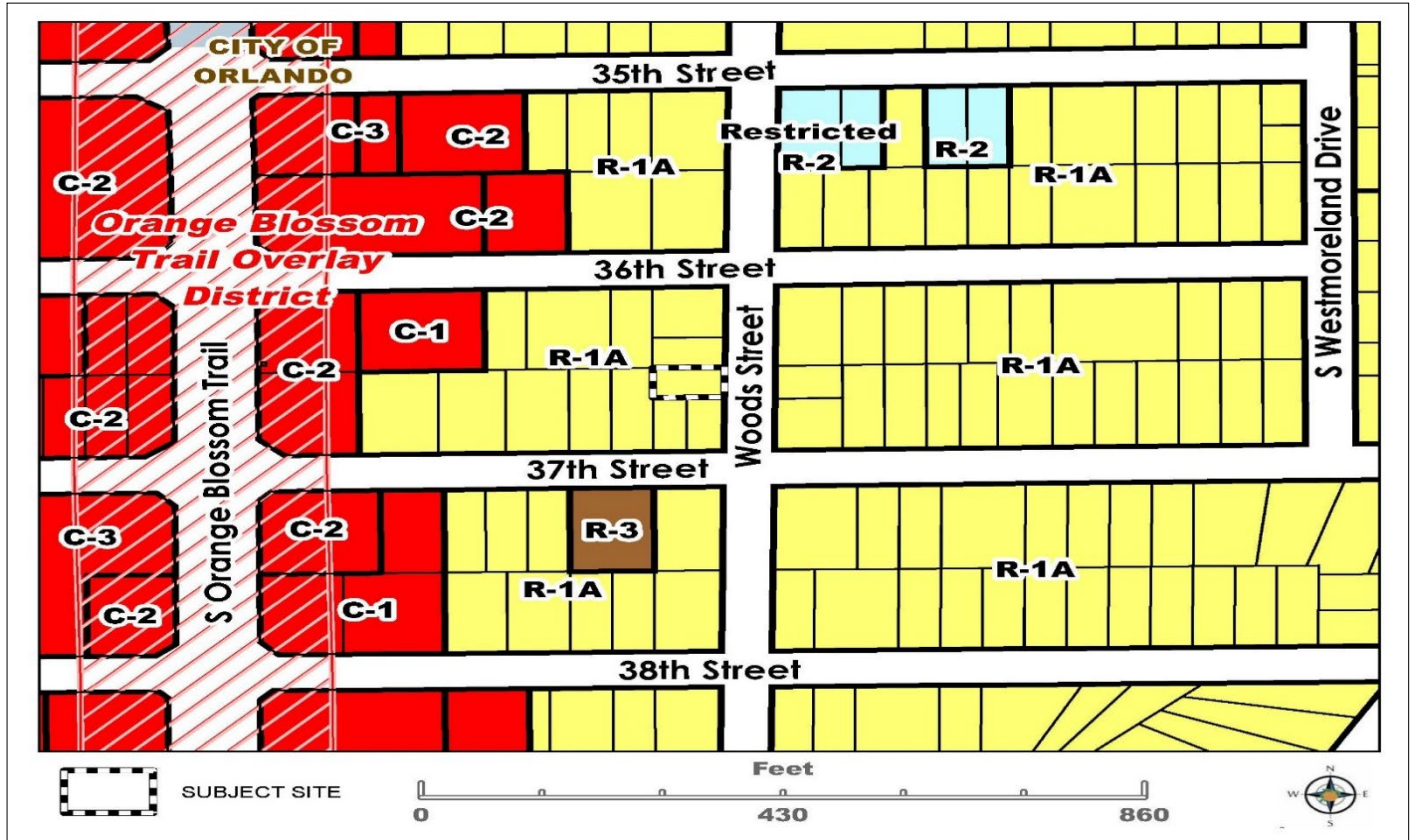 CITY OF
ORLANDO
35th Street
C-3
C-2
Restricted
R-2
R-2
R-1A
R-1A
C-2
C-2
Orange Blossom
Trail Overlay
District
36th Street
S Westmoreland Drive
C-1
R-1A
R-1A
C-2
C-2
Woods Street
S Orange Blossom Trail
37th Street
C-3
C-2
R-3
R-1A
R-1A
C-2
C-1
38th Street
SUBJECT SITE
Feet
0
430
860
N
W
E
S